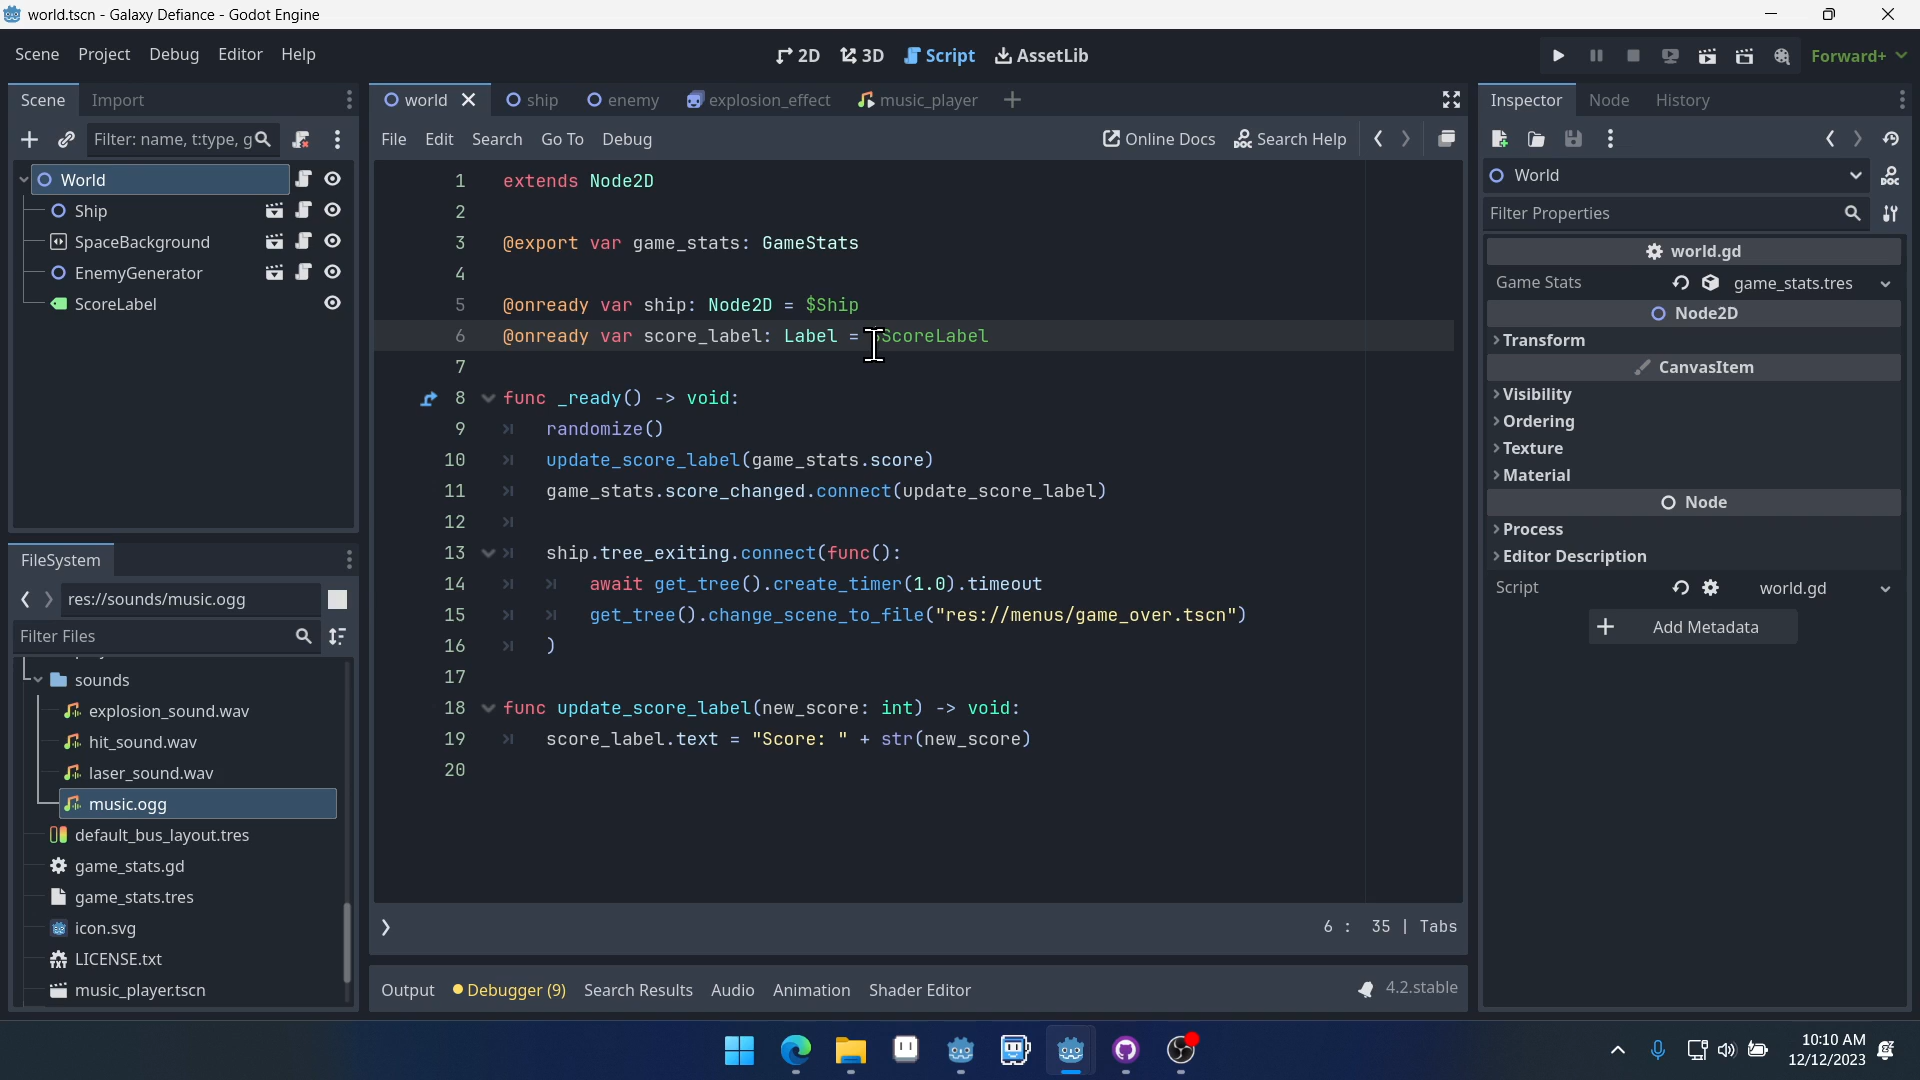 world.tscn - Galaxy Defiance - Godot Engine
Scene Project Debug Editor Help
2D 3D Script AssetLib
Forward+
Scene Import
Filter: name, t:type, g
World
Ship
SpaceBackground
EnemyGenerator
ScoreLabel
FileSystem
res://sounds/music.ogg
Filter Files
sounds
explosion_sound.wav
hit_sound.wav
laser_sound.wav
music.ogg
default_bus_layout.tres
game_stats.gd
game_stats.tres
icon.svg
LICENSE.txt
music_player.tscn
world ship enemy explosion_effect music_player
File Edit Search Go To Debug Online Docs Search Help
1 extends Node2D
2
3 @export var game_stats: GameStats
4
5 @onready var ship: Node2D = $Ship
6 @onready var score_label: Label = $ScoreLabel
7
8 func _ready() -> void:
9 randomize()
10 update_score_label(game_stats.score)
11 game_stats.score_changed.connect(update_score_label)
12
13 ship.tree_exiting.connect(func():
14 await get_tree().create_timer(1.0).timeout
15 get_tree().change_scene_to_file("res://menus/game_over.tscn")
16 )
17
18 func update_score_label(new_score: int) -> void:
19 score_label.text = "Score: " + str(new_score)
20
6 : 35 | Tabs
Output Debugger (9) Search Results Audio Animation Shader Editor
4.2.stable
Inspector Node History
World
Filter Properties
world.gd
Game Stats game_stats.tres
Node2D
Transform
CanvasItem
Visibility
Ordering
Texture
Material
Node
Process
Editor Description
Script world.gd
Add Metadata
10:10 AM
12/12/2023